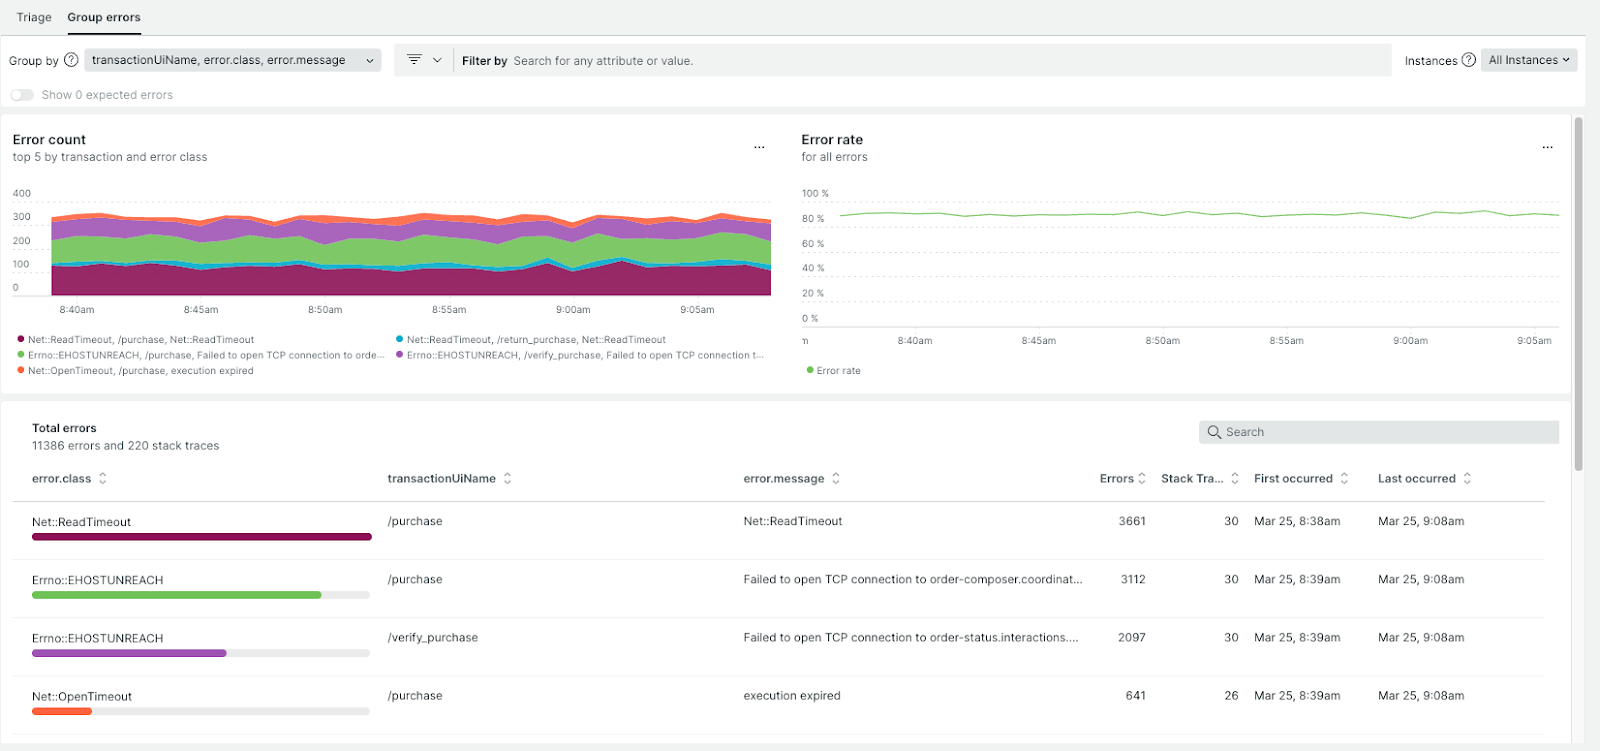 Triage Group errors
Group by ? transactionUiName, error.class, error.message Filter by Search for any attribute or value. Instances ? All Instances
Show 0 expected errors
Error count
top 5 by transaction and error class
...
400
300
200
100
0
8:40am 8:45am 8:50am 8:55am 9:00am 9:05am
Net::ReadTimeout, /purchase, Net::ReadTimeout Net::ReadTimeout, /return_purchase, Net::ReadTimeout
Errno::EHOSTUNREACH, /purchase, Failed to open TCP connection to orde... Errno::EHOSTUNREACH, /verify_purchase, Failed to open TCP connection t...
Net::OpenTimeout, /purchase, execution expired
Error rate
for all errors
...
100 %
80 %
60 %
40 %
20 %
0 %
m 8:40am 8:45am 8:50am 8:55am 9:00am 9:05am
Error rate
Total errors
11386 errors and 220 stack traces
Search
error.class transactionUiName error.message Errors Stack Tra... First occurred Last occurred
Net::ReadTimeout /purchase Net::ReadTimeout 3661 30 Mar 25, 8:38am Mar 25, 9:08am
Errno::EHOSTUNREACH /purchase Failed to open TCP connection to order-composer.coordinat... 3112 30 Mar 25, 8:39am Mar 25, 9:08am
Errno::EHOSTUNREACH /verify_purchase Failed to open TCP connection to order-status.interactions.... 2097 30 Mar 25, 8:39am Mar 25, 9:08am
Net::OpenTimeout /purchase execution expired 641 26 Mar 25, 8:39am Mar 25, 9:08am